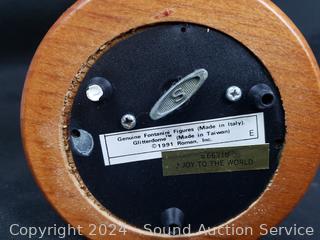 S
Genuine Fontanini Figures (Made in Italy).
Glitterdome™ (Made in Taiwan)
©1991 Roman, Inc.
E
JOY TO THE WORLD
Copyright 2024 - Sound Auction Service